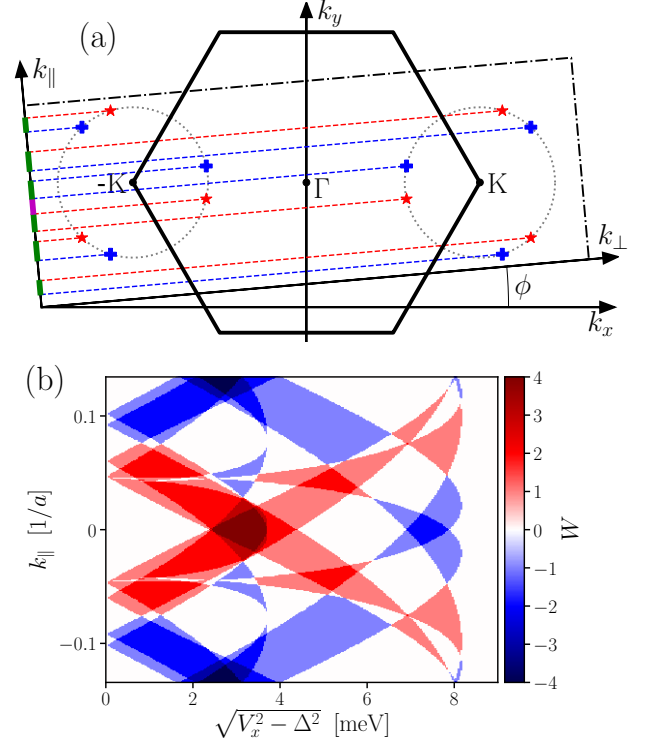 (a)
k_y
k_∥
-K
Γ
K
k_⊥
ϕ
k_x
(b)
k_∥ [1/a]
0.1
0
−0.1
0 2 4 6 8
√V_x^2 − Δ^2 [meV]
4
3
2
1
0
−1
−2
−3
−4
W